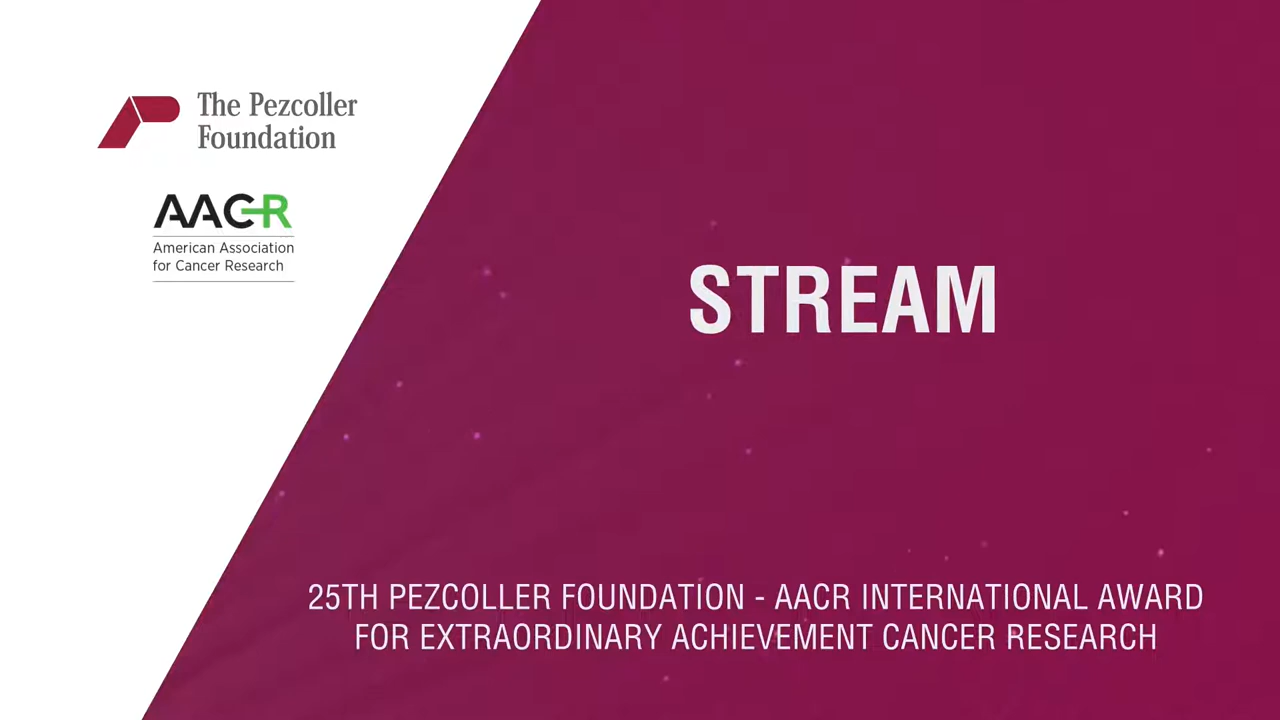 The Pezcoller
Foundation
AACR
American Association
for Cancer Research
STREAM
25TH PEZCOLLER FOUNDATION - AACR INTERNATIONAL AWARD
FOR EXTRAORDINARY ACHIEVEMENT CANCER RESEARCH